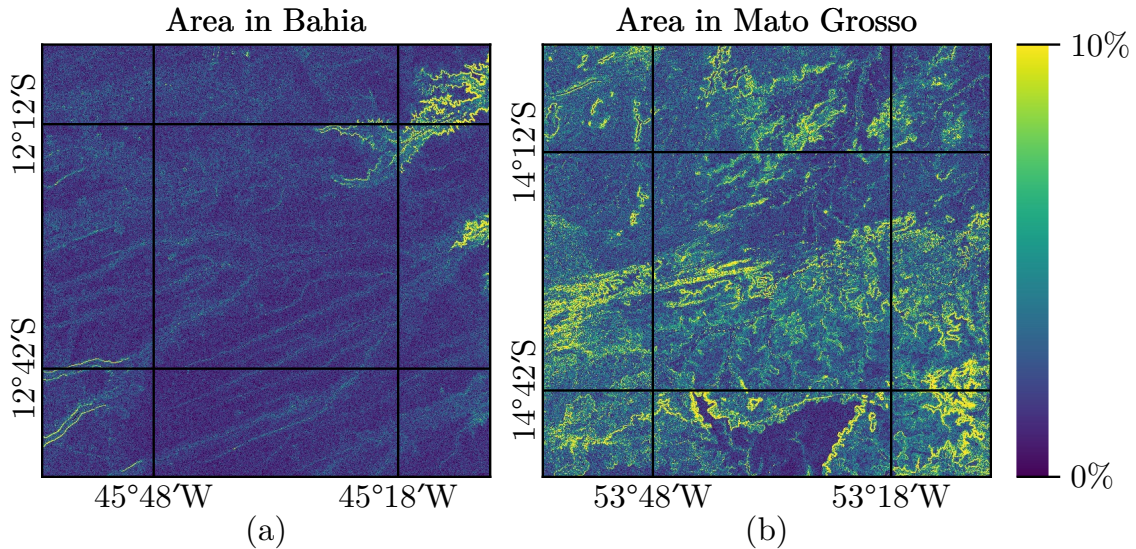 Area in Bahia
Area in Mato Grosso
12°12′S
12°42′S
45°48′W
45°18′W
(a)
14°12′S
14°42′S
53°48′W
53°18′W
(b)
10%
0%